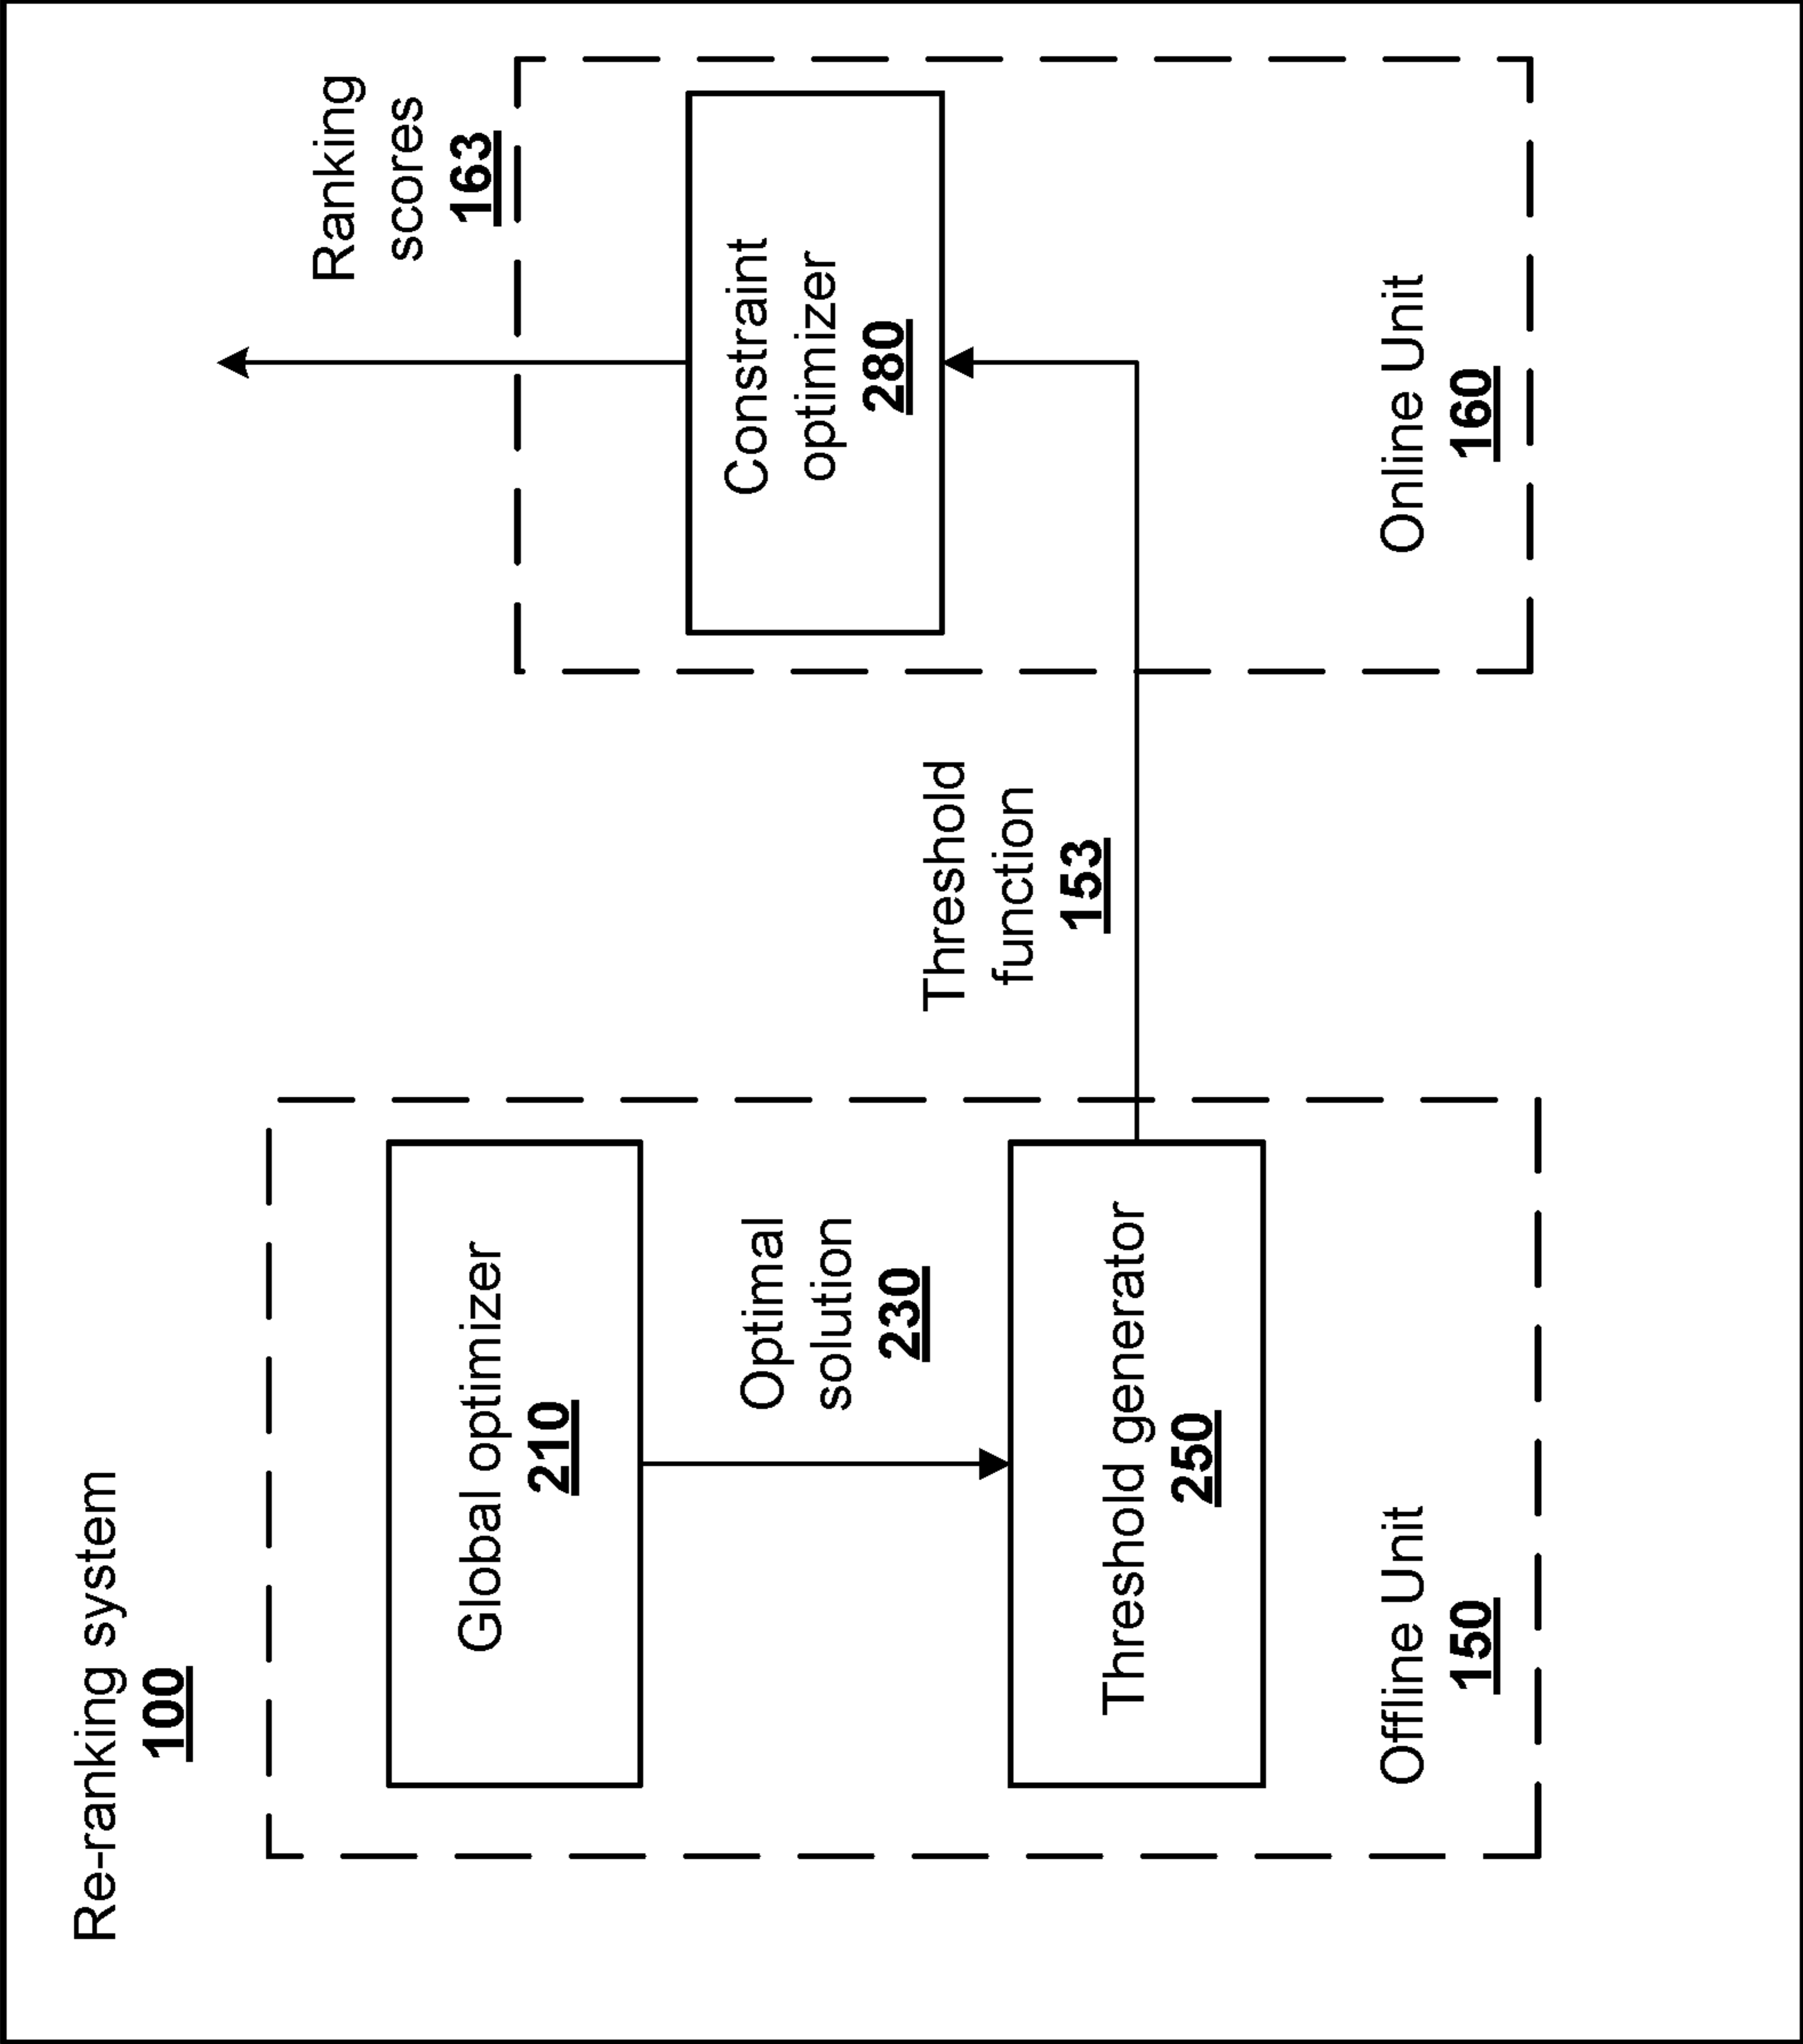 Re-ranking system
100
Global optimizer
210
Optimal
solution
230
Threshold generator
250
Offline Unit
150
Threshold
function
153
Ranking
scores
163
Constraint
optimizer
280
Online Unit
160